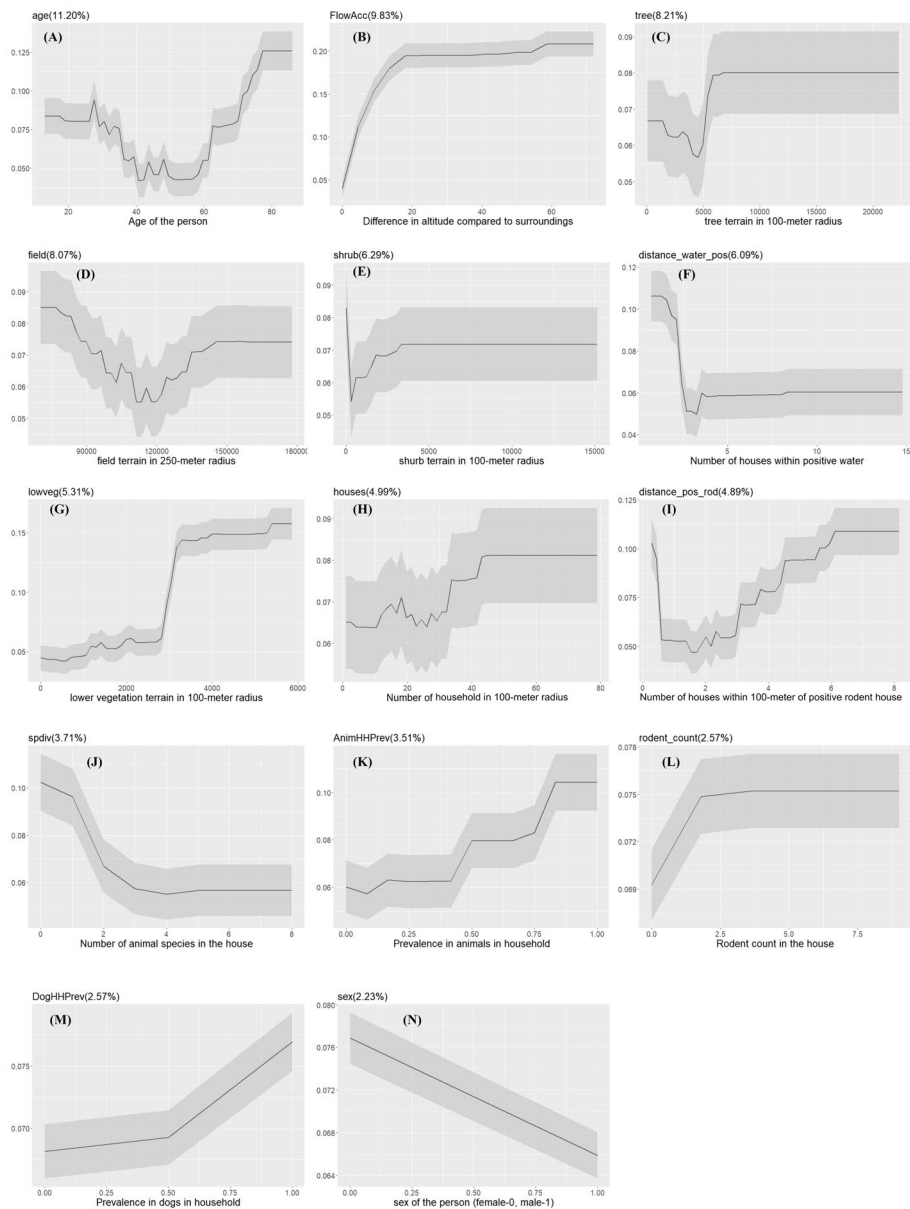 age(11.20%)
(A)
0.125
0.100
0.075
0.050
20 40 60 80
Age of the person
FlowAcc(9.83%)
(B)
0.20
0.15
0.10
0.05
0 20 40 60
Difference in altitude compared to surroundings
tree(8.21%)
(C)
0.09
0.08
0.07
0.06
0.05
0 5000 10000 15000 20000
tree terrain in 100-meter radius
field(8.07%)
(D)
0.09
0.08
0.07
0.06
0.05
90000 120000 150000 180000
field terrain in 250-meter radius
shrub(6.29%)
(E)
0.09
0.08
0.07
0.06
0.05
0 5000 10000 15000
shurb terrain in 100-meter radius
distance_water_pos(6.09%)
(F)
0.12
0.10
0.08
0.06
0.04
5 10 15
Number of houses within positive water
lowveg(5.31%)
(G)
0.15
0.10
0.05
0 2000 4000 6000
lower vegetation terrain in 100-meter radius
houses(4.99%)
(H)
0.09
0.08
0.07
0.06
0 20 40 60 80
Number of household in 100-meter radius
distance_pos_rod(4.89%)
(I)
0.125
0.100
0.075
0.050
0 2 4 6 8
Number of houses within 100-meter of positive rodent house
spdiv(3.71%)
(J)
0.10
0.08
0.06
0 2 4 6 8
Number of animal species in the house
AnimHHPrev(3.51%)
(K)
0.10
0.08
0.06
0.00 0.25 0.50 0.75 1.00
Prevalence in animals in household
rodent_count(2.57%)
(L)
0.078
0.075
0.072
0.069
0.0 2.5 5.0 7.5
Rodent count in the house
DogHHPrev(2.57%)
(M)
0.075
0.070
0.00 0.25 0.50 0.75 1.00
Prevalence in dogs in household
sex(2.23%)
(N)
0.080
0.076
0.072
0.068
0.064
0.00 0.25 0.50 0.75 1.00
sex of the person (female-0, male-1)